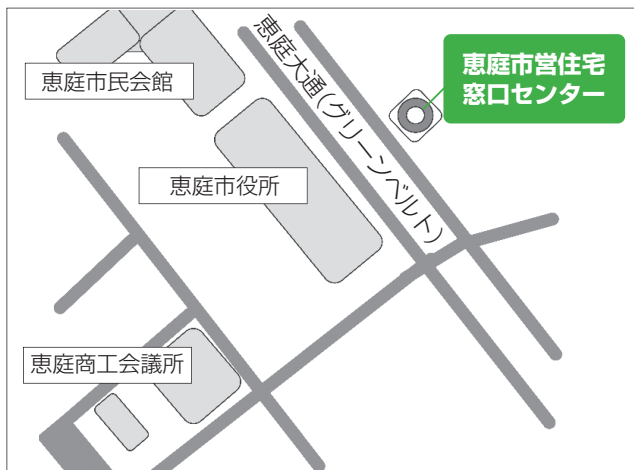 恵庭市民会館
恵庭大通（グリーンベルト）
恵庭市営住宅
窓口センター
恵庭市役所
恵庭商工会議所